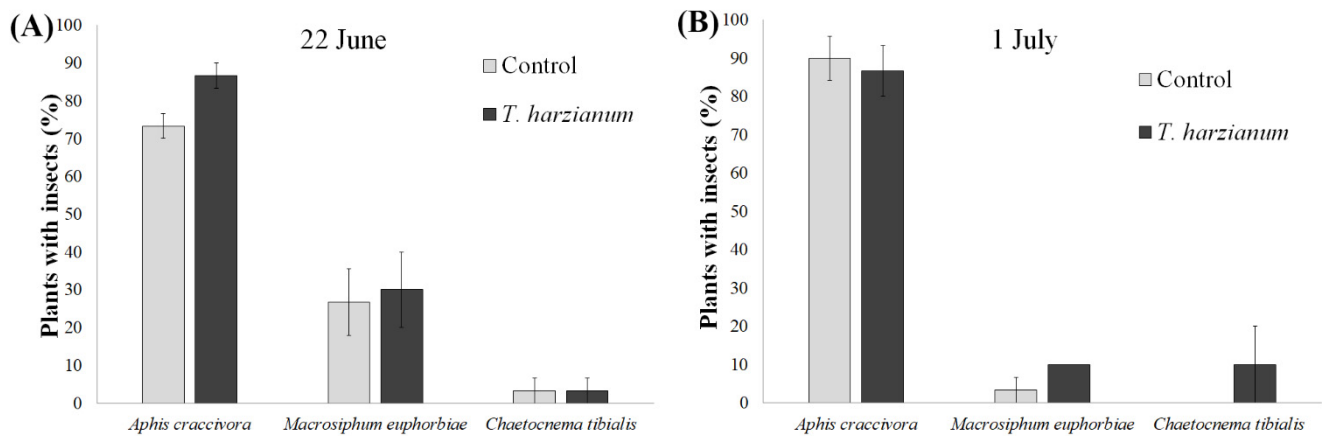 (A)
22 June
Control
T. harzianum
Plants with insects (%)
100
90
80
70
60
50
40
30
20
10
0
Aphis craccivora
Macrosiphum euphorbiae
Chaetocnema tibialis
(B)
1 July
Control
T. harzianum
Plants with insects (%)
100
90
80
70
60
50
40
30
20
10
0
Aphis craccivora
Macrosiphum euphorbiae
Chaetocnema tibialis